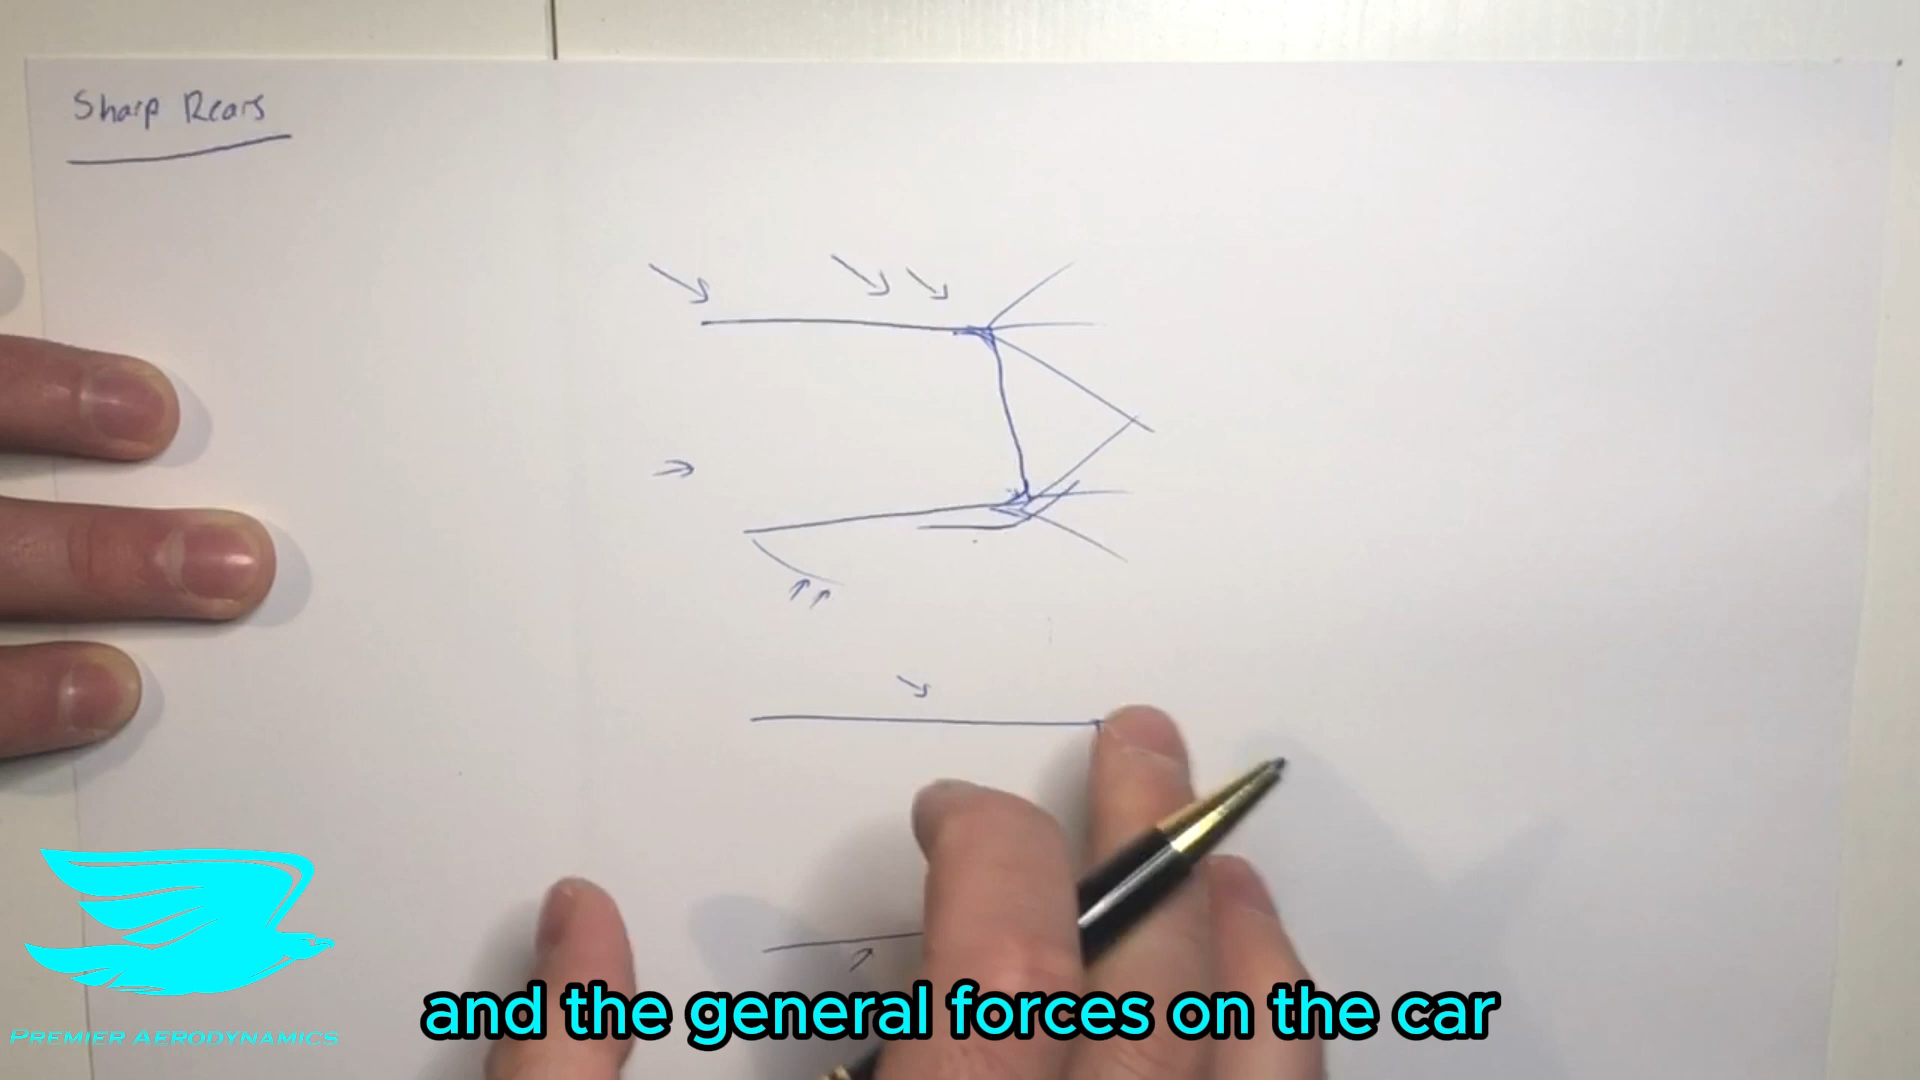 Sharp Rears
PREMIER AERODYNAMICS
and the general forces on the car